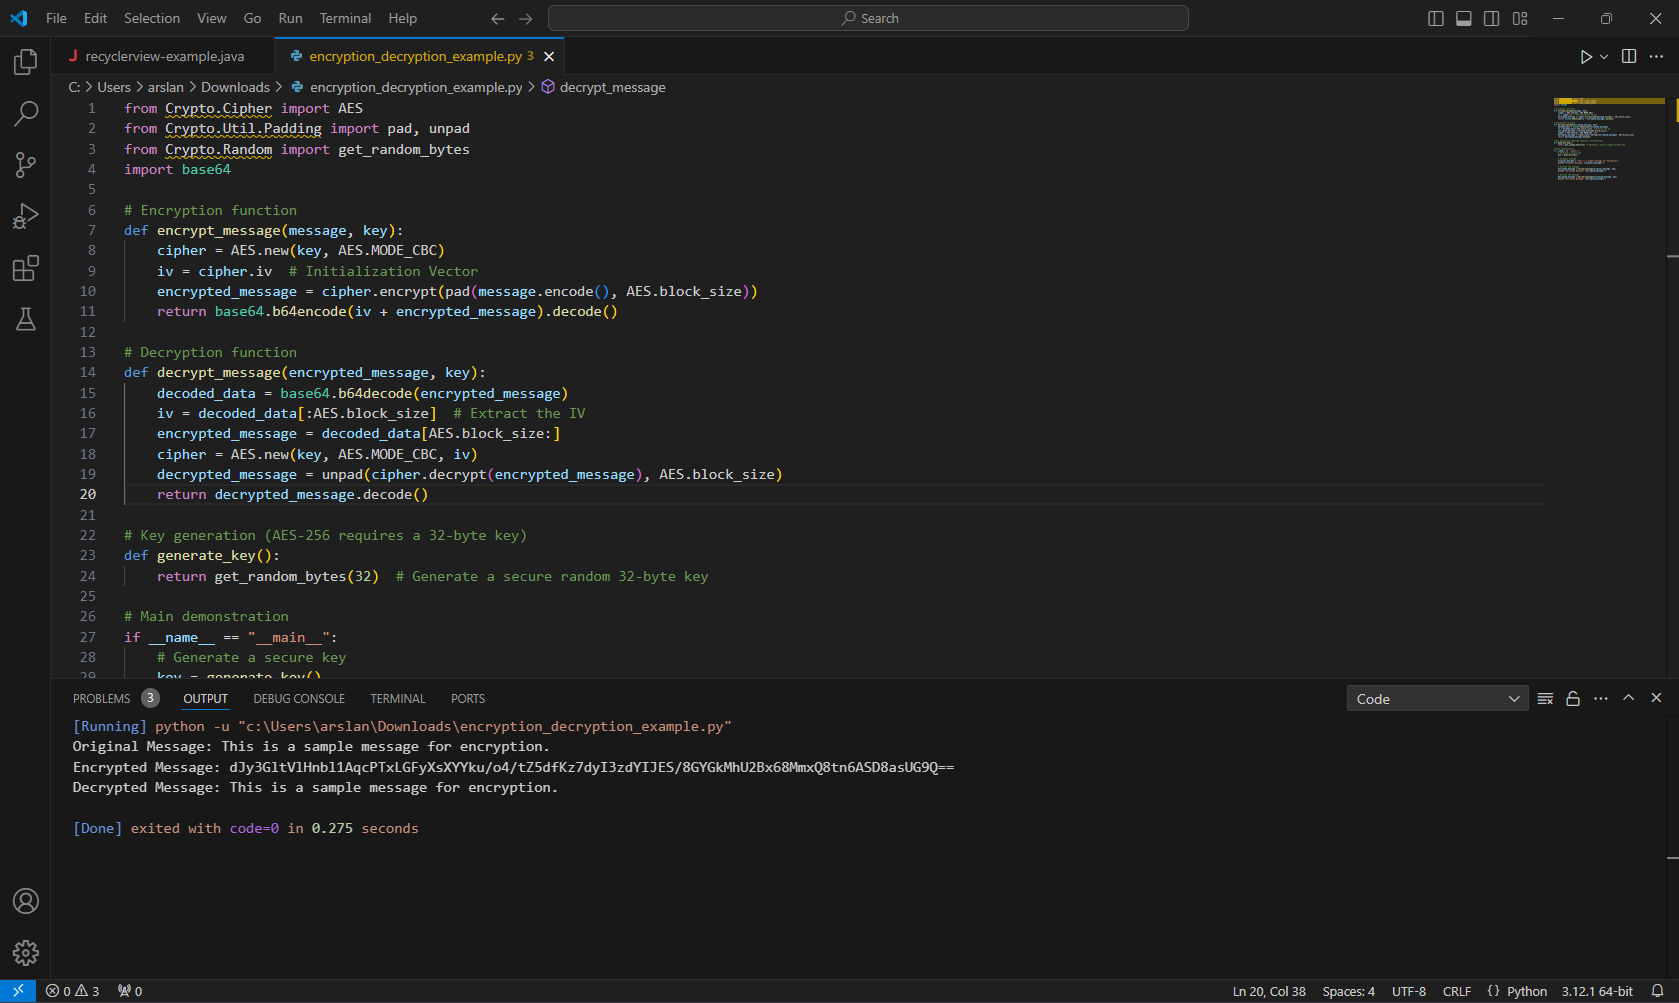 File Edit Selection View Go Run Terminal Help
Search
recyclerview-example.java
encryption_decryption_example.py 3
C: > Users > arslan > Downloads > encryption_decryption_example.py > decrypt_message
1 from Crypto.Cipher import AES
2 from Crypto.Util.Padding import pad, unpad
3 from Crypto.Random import get_random_bytes
4 import base64
5
6 # Encryption function
7 def encrypt_message(message, key):
8     cipher = AES.new(key, AES.MODE_CBC)
9     iv = cipher.iv  # Initialization Vector
10     encrypted_message = cipher.encrypt(pad(message.encode(), AES.block_size))
11     return base64.b64encode(iv + encrypted_message).decode()
12
13 # Decryption function
14 def decrypt_message(encrypted_message, key):
15     decoded_data = base64.b64decode(encrypted_message)
16     iv = decoded_data[:AES.block_size]  # Extract the IV
17     encrypted_message = decoded_data[AES.block_size:]
18     cipher = AES.new(key, AES.MODE_CBC, iv)
19     decrypted_message = unpad(cipher.decrypt(encrypted_message), AES.block_size)
20     return decrypted_message.decode()
21
22 # Key generation (AES-256 requires a 32-byte key)
23 def generate_key():
24     return get_random_bytes(32)  # Generate a secure random 32-byte key
25
26 # Main demonstration
27 if __name__ == "__main__":
28     # Generate a secure key
29     key = generate_key()
PROBLEMS 3 OUTPUT DEBUG CONSOLE TERMINAL PORTS
Code
[Running] python -u "c:\Users\arslan\Downloads\encryption_decryption_example.py"
Original Message: This is a sample message for encryption.
Encrypted Message: dJy3GltVlHnbl1AqcPTxLGFyXsXYYku/o4/tZ5dfKz7dyI3zdYIJES/8GYGkMhU2Bx68MmxQ8tn6ASD8asUG9Q==
Decrypted Message: This is a sample message for encryption.
[Done] exited with code=0 in 0.275 seconds
0 3 0
Ln 20, Col 38 Spaces: 4 UTF-8 CRLF {} Python 3.12.1 64-bit